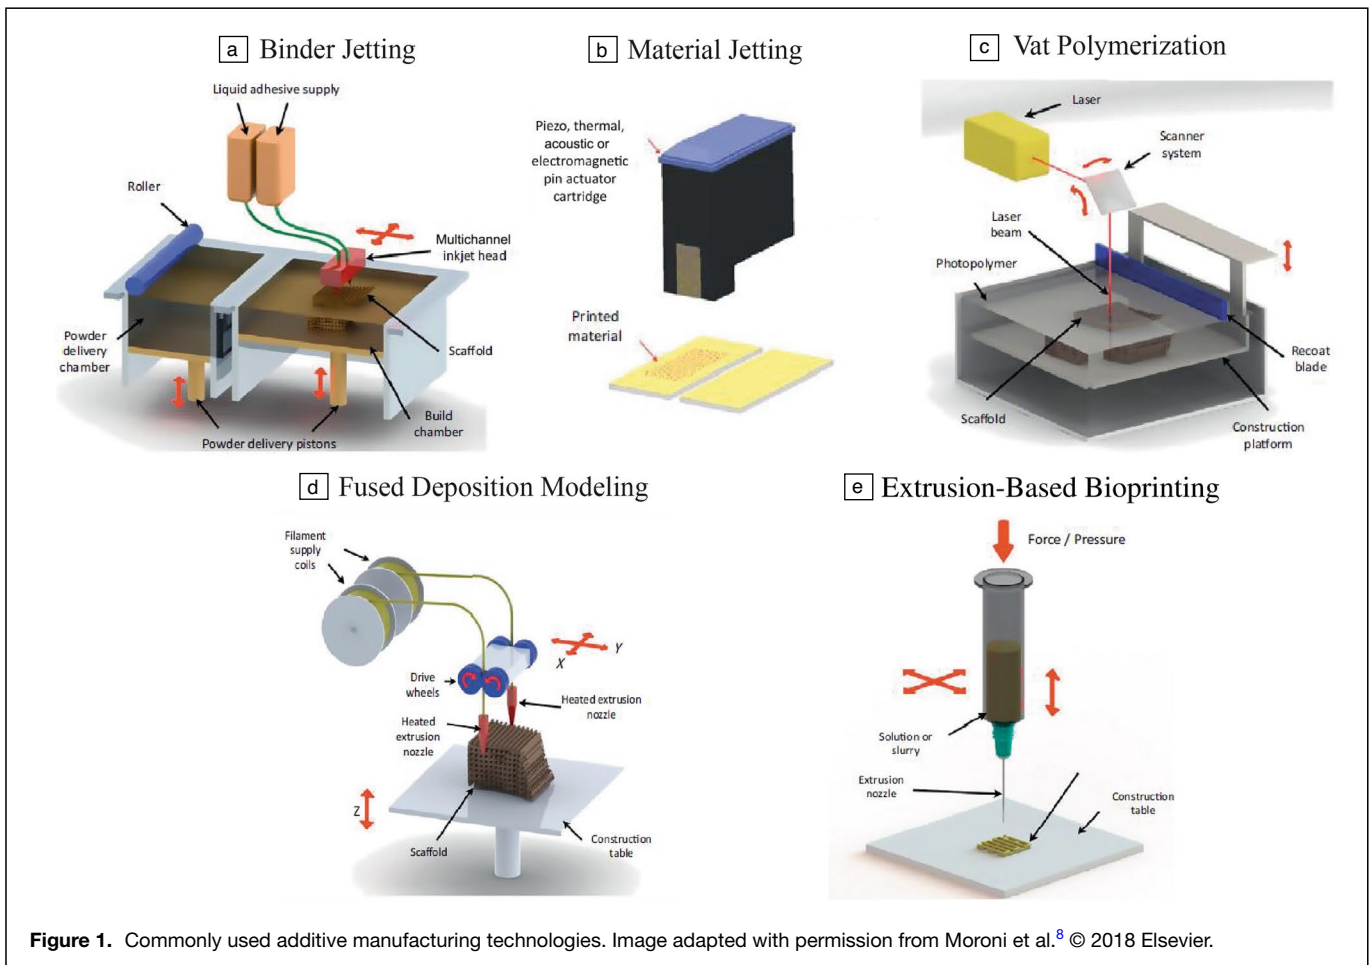 a Binder Jetting
Liquid adhesive supply
Roller
Multichannel
inkjet head
Powder
delivery
chamber
Scaffold
Build
chamber
Powder delivery pistons
b Material Jetting
Piezo, thermal,
acoustic or
electromagnetic
pin actuator
cartridge
Printed
material
c Vat Polymerization
Laser
Scanner
system
Laser
beam
Photopolymer
Recoat
blade
Scaffold
Construction
platform
d Fused Deposition Modeling
Filament
supply
coils
Y
X
Drive
wheels
Heated extrusion
nozzle
Heated
extrusion
nozzle
Z
Scaffold
Construction
table
e Extrusion-Based Bioprinting
Force / Pressure
Solution or
slurry
Extrusion
nozzle
Construction
table
Figure 1. Commonly used additive manufacturing technologies. Image adapted with permission from Moroni et al.8 © 2018 Elsevier.